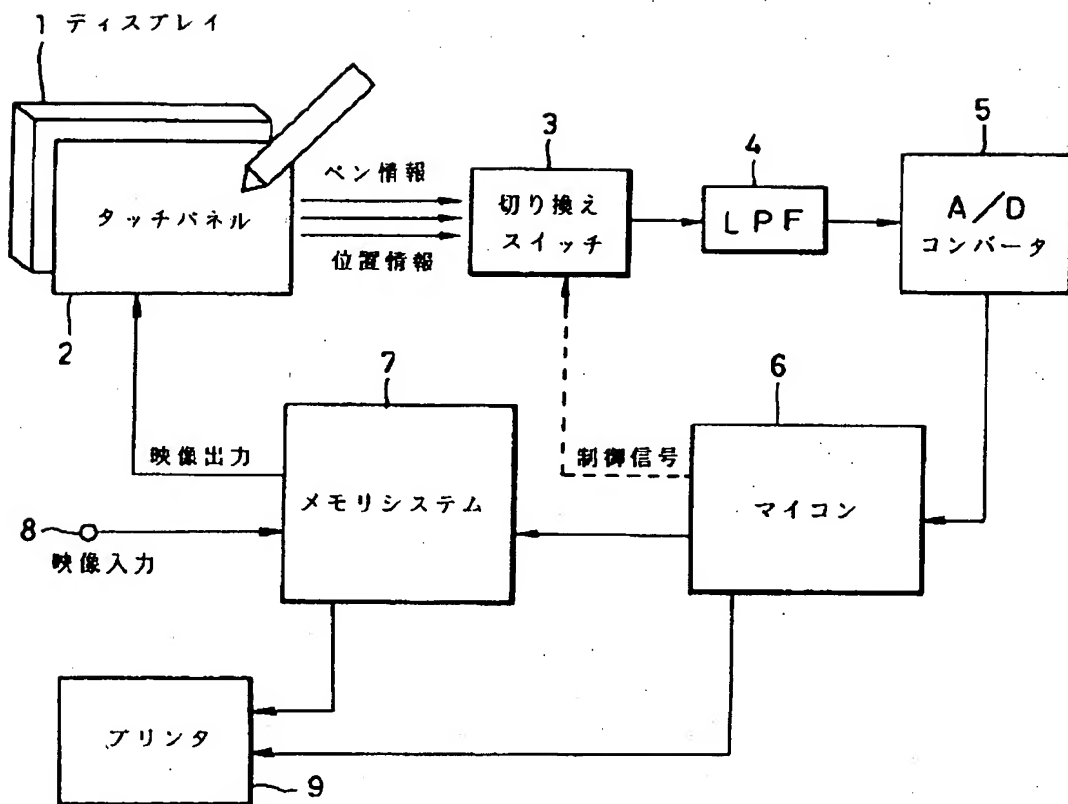 1 ディスプレイ
タッチパネル
2
ペン情報
位置情報
3
切り換え
スイッチ
4
LPF
5
A/D
コンバータ
7
メモリシステム
映像出力
8
映像入力
制御信号
6
マイコン
プリンタ
9